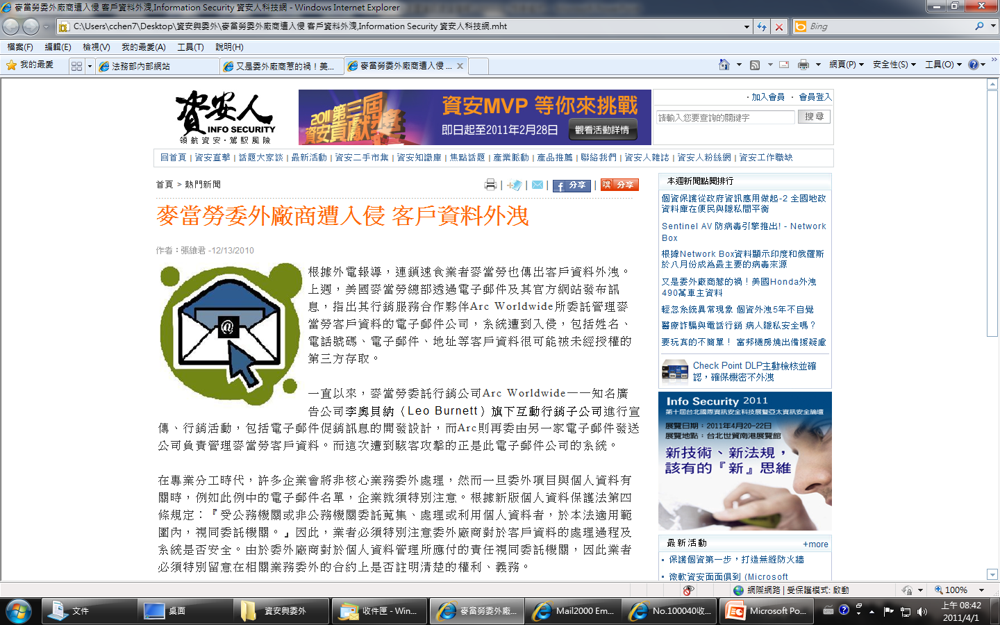 麥當勞委外廠商遭入侵 客戶資料外洩,Information Security 資安人科技網 - Windows Internet Explorer
C:\Users\cchen7\Desktop\資安與委外\麥當勞委外廠商遭入侵 客戶資料外洩,Information Security 資安人科技網.mht
Bing
檔案(F) 編輯(E) 檢視(V) 我的最愛(A) 工具(T) 說明(H)
我的最愛
法務部內部網站
又是委外廠商惹的禍！美...
麥當勞委外廠商遭入侵 ...
網頁(P) 安全性(S) 工具(O)
資安人
INFO SECURITY
領航資安·駕馭風險
2011 第三屆
資安貢獻獎
資安MVP 等你來挑戰
即日起至2011年2月28日
觀看活動詳情
· 加入會員 · 會員登入
請輸入您要查詢的關鍵字
搜 尋
回首頁 | 資安直擊 | 話題大家談 | 最新活動 | 資安二手市集 | 資安知識庫 | 焦點話題 | 產業脈動 | 產品推薦 | 聯絡我們 | 資安人雜誌 | 資安人粉絲網 | 資安工作職缺
首頁 > 熱門新聞
| | | f 分享 | 噗 分享
麥當勞委外廠商遭入侵 客戶資料外洩
作者：張維君 -12/13/2010
@
根據外電報導，連鎖速食業者麥當勞也傳出客戶資料外洩。
上週，美國麥當勞總部透過電子郵件及其官方網站發布訊
息，指出其行銷服務合作夥伴Arc Worldwide所委託管理麥
當勞客戶資料的電子郵件公司，系統遭到入侵，包括姓名、
電話號碼、電子郵件、地址等客戶資料很可能被未經授權的
第三方存取。
一直以來，麥當勞委託行銷公司Arc Worldwide——知名廣
告公司李奧貝納（Leo Burnett）旗下互動行銷子公司進行宣
傳、行銷活動，包括電子郵件促銷訊息的開發設計，而Arc則再委由另一家電子郵件發送
公司負責管理麥當勞客戶資料。而這次遭到駭客攻擊的正是此電子郵件公司的系統。
在專業分工時代，許多企業會將非核心業務委外處理，然而一旦委外項目與個人資料有
關時，例如此例中的電子郵件名單，企業就須特別注意。根據新版個人資料保護法第四
條規定：『受公務機關或非公務機關委託蒐集、處理或利用個人資料者，於本法適用範
圍內，視同委託機關。』因此，業者必須特別注意委外廠商對於客戶資料的處理過程及
系統是否安全。由於委外廠商對於個人資料管理所應付的責任視同委託機關，因此業者
必須特別留意在相關業務委外的合約上是否註明清楚的權利、義務。
本週新聞點閱排行
個資保護從政府資訊應用做起-2 全國地政
資料庫在便民與隱私間平衡
Sentinel AV 防病毒引擎推出! - Network
Box
根據Network Box資料顯示印度和俄羅斯
於八月份成為最主要的病毒來源
又是委外廠商惹的禍！美國Honda外洩
490萬車主資料
輕忽系統異常現象 個資外洩5年不自覺
醫療詐騙與電話行銷 病人隱私安全嗎？
要玩真的不簡單！ 富邦機房燒出備援疑慮
Check Point DLP主動檢核並確
認，確保機密不外洩
Info Security 2011
第十屆台北國際資訊安全科技展暨亞太資訊安全論壇
展覽日期：2011年4月20–22日
展覽地點：台北世貿南港展覽館
新技術、新法規，
該有的『新』思維
最新活動
+more
保護個資第一步，打造無縫防火牆
微軟資安面面俱到 (Microsoft
網際網路 | 受保護模式: 啟動
100%
文件
桌面
資安與委外
收件匣 - Win...
麥當勞委外廠...
Mail2000 Em...
No.100040收...
Microsoft Po...
上午 08:42
2011/4/1